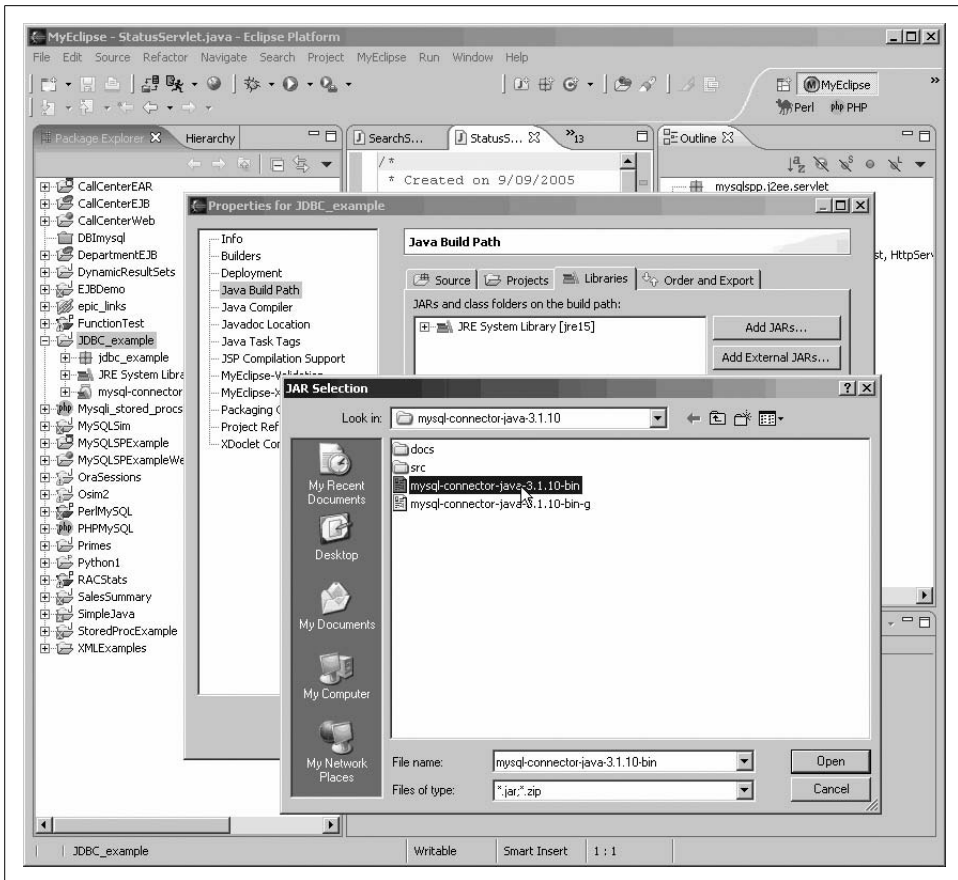 MyEclipse - StatusServlet.java - Eclipse Platform
File Edit Source Refactor Navigate Search Project MyEclipse Run Window Help
MyEclipse
Perl PHP
Package Explorer Hierarchy
SearchS... StatusS... 13
Outline
/*
* Created on 9/09/2005
mysqlspp.j2ee.servlet
st, HttpServ
CallCenterEAR
CallCenterEJB
CallCenterWeb
DBImysql
DepartmentEJB
DynamicResultSets
EJBDemo
epic_links
FunctionTest
JDBC_example
jdbc_example
JRE System Libra
mysql-connector
Mysqli_stored_procs
MySQLSim
MySQLSPExample
MySQLSPExampleWe
OraSessions
Osim2
PerlMySQL
PHPMySQL
Primes
Python1
RACStats
SalesSummary
SimpleJava
StoredProcExample
XMLExamples
Properties for JDBC_example
Info
Builders
Deployment
Java Build Path
Java Compiler
Javadoc Location
Java Task Tags
JSP Compilation Support
MyEclipse-Validation
MyEclipse-X
Packaging C
Project Ref
XDoclet Con
Java Build Path
Source Projects Libraries Order and Export
JARs and class folders on the build path:
JRE System Library [jre15]
Add JARs...
Add External JARs...
JAR Selection
Look in: mysql-connector-java-3.1.10
My Recent Documents
Desktop
My Documents
My Computer
My Network Places
docs
src
mysql-connector-java-3.1.10-bin
mysql-connector-java-3.1.10-bin-g
File name: mysql-connector-java-3.1.10-bin
Open
Files of type: *.jar;*.zip
Cancel
JDBC_example Writable Smart Insert 1 : 1